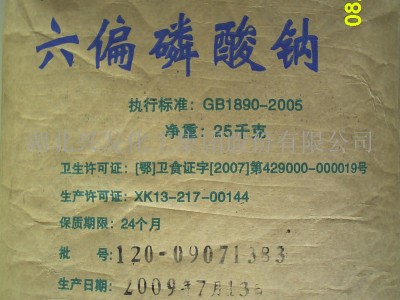 08
六偏磷酸钠
执行标准：GB1890-2005
净重：25千克
卫生许可证：[鄂]卫食证字[2007]第429000-000019号
生产许可证：XK13-217-00144
保质期限：24个月
批 号：120-09071383
生产日期：2009年7月13日